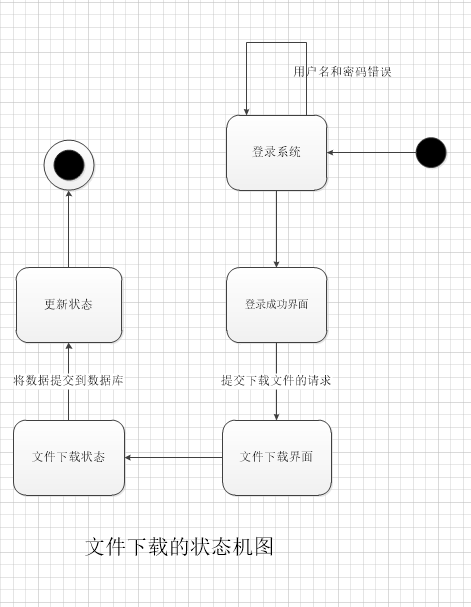 用户名和密码错误
登录系统
更新状态
登录成功界面
将数据提交到数据库
提交下载文件的请求
文件下载状态
文件下载界面
文件下载的状态机图